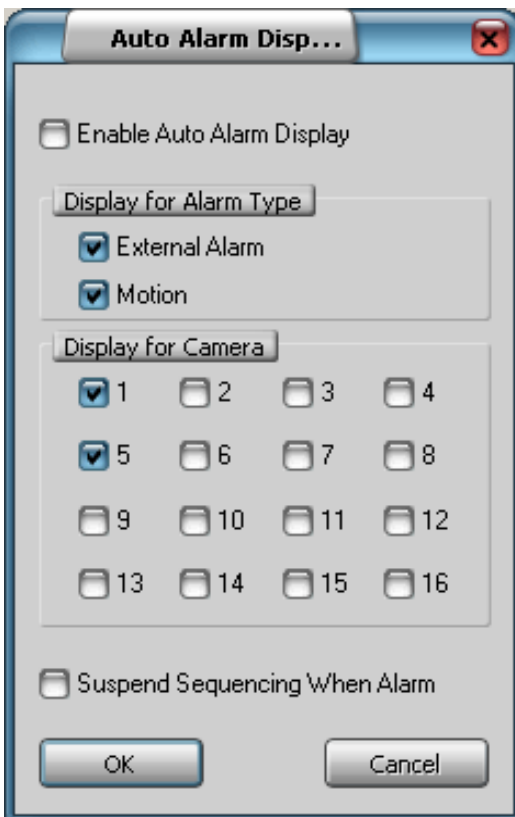 Auto Alarm Disp...
Enable Auto Alarm Display
Display for Alarm Type
External Alarm
Motion
Display for Camera
1 2 3 4
5 6 7 8
9 10 11 12
13 14 15 16
Suspend Sequencing When Alarm
OK Cancel